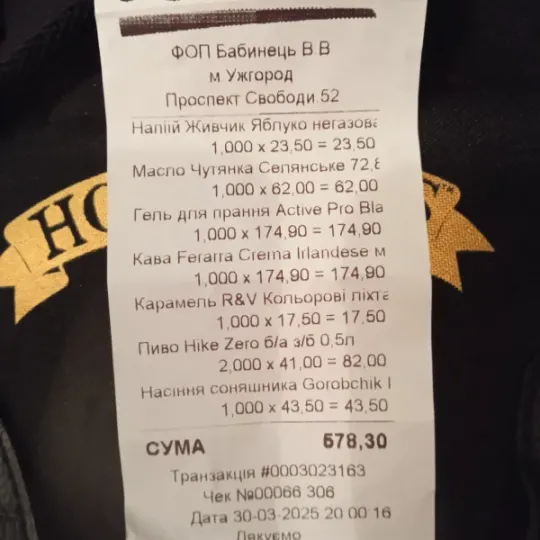 ФОП Бабинець В В
м Ужгород
Проспект Свободи 52
Напій Живчик Яблуко негазова
1,000 x 23,50 = 23,50
Масло Чутянка Селянське 72,8
1,000 x 62,00 = 62,00
Гель для прання Active Pro Bla
1,000 x 174,90 = 174,90
Кава Ferarra Crema Irlandese м
1,000 x 174,90 = 174,90
Карамель R&V Кольорові ліхта
1,000 x 17,50 = 17,50
Пиво Hike Zero б/а з/б 0,5л
2,000 x 41,00 = 82,00
Насіння соняшника Gorobchik
1,000 x 43,50 = 43,50
СУМА 578,30
Транзакція #0003023163
Чек №00066 306
Дата 30-03-2025 20 00 16
Дякуємо
HO S™